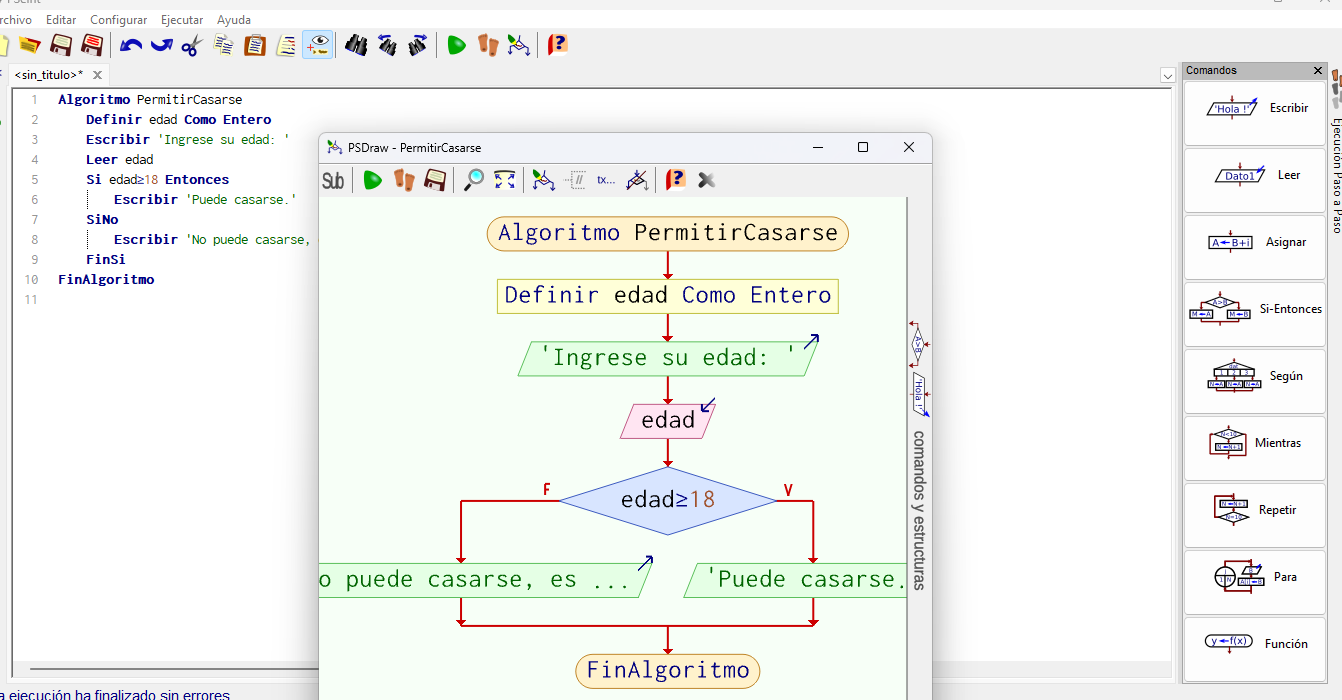 PSeInt
rchivo Editar Configurar Ejecutar Ayuda
<sin_titulo>* X
1 Algoritmo PermitirCasarse
2 Definir edad Como Entero
3 Escribir 'Ingrese su edad: '
4 Leer edad
5 Si edad≥18 Entonces
6 Escribir 'Puede casarse.'
7 SiNo
8 Escribir 'No puede casarse,
9 FinSi
10 FinAlgoritmo
11
a ejecución ha finalizado sin errores
PSDraw - PermitirCasarse
Sub
tx...
Algoritmo PermitirCasarse
Definir edad Como Entero
'Ingrese su edad: '
edad
edad≥18
F
V
o puede casarse, es ...
'Puede casarse.
FinAlgoritmo
A>B
'Hola !'
comandos y estructuras
Comandos
'Hola !' Escribir
Dato1 Leer
A←B+i Asignar
A>B
M←A M←B
Si-Entonces
Según
Mientras
Repetir
Para
y←f(x) Función
Ejecución Paso a Paso